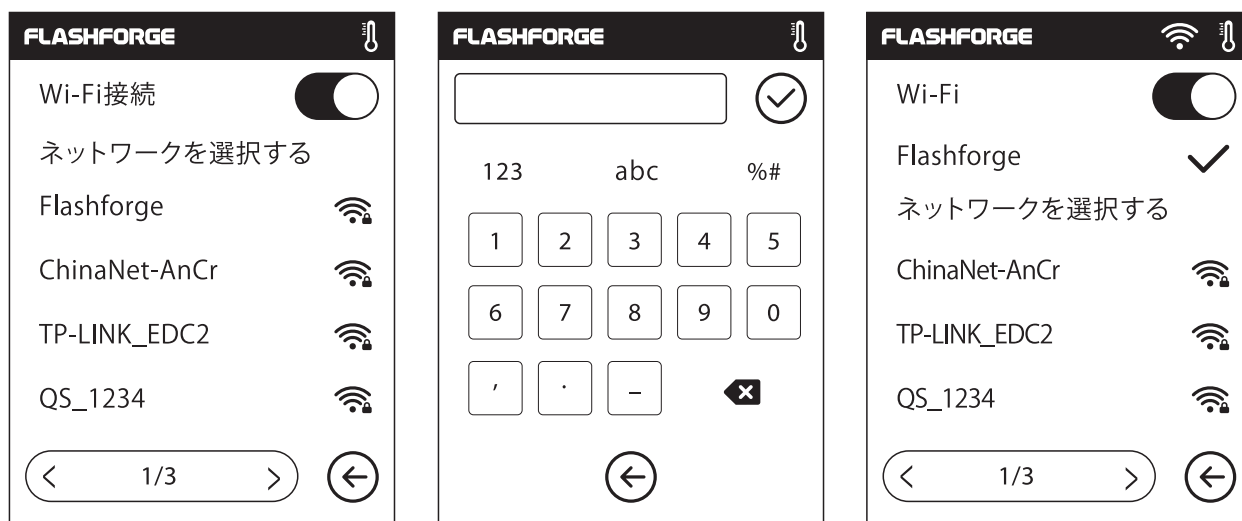 FLASHFORGE
Wi-Fi接続
ネットワークを選択する
Flashforge
ChinaNet-AnCr
TP-LINK_EDC2
QS_1234
1/3
FLASHFORGE
123 abc %#
1 2 3 4 5
6 7 8 9 0
, . _
FLASHFORGE
Wi-Fi
Flashforge
ネットワークを選択する
ChinaNet-AnCr
TP-LINK_EDC2
QS_1234
1/3